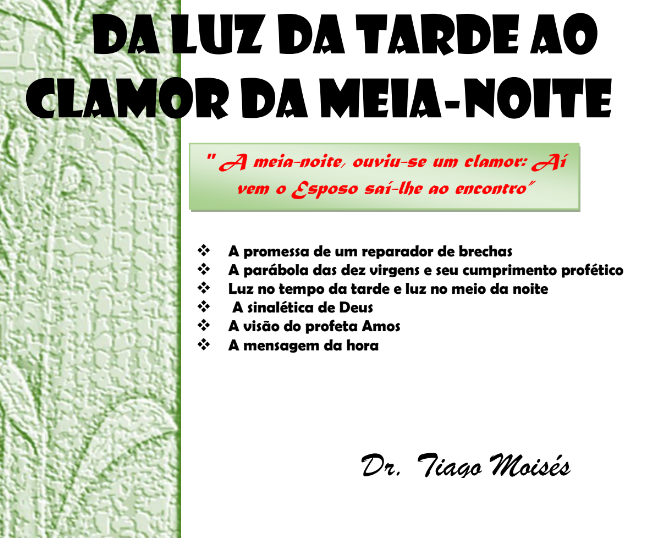 DA LUZ DA TARDE AO
CLAMOR DA MEIA-NOITE
" A meia-noite, ouviu-se um clamor: Aí
vem o Esposo saí-lhe ao encontro"
❖ A promessa de um reparador de brechas
❖ A parábola das dez virgens e seu cumprimento profético
❖ Luz no tempo da tarde e luz no meio da noite
❖ A sinalética de Deus
❖ A visão do profeta Amos
❖ A mensagem da hora
Dr. Tiago Moisés